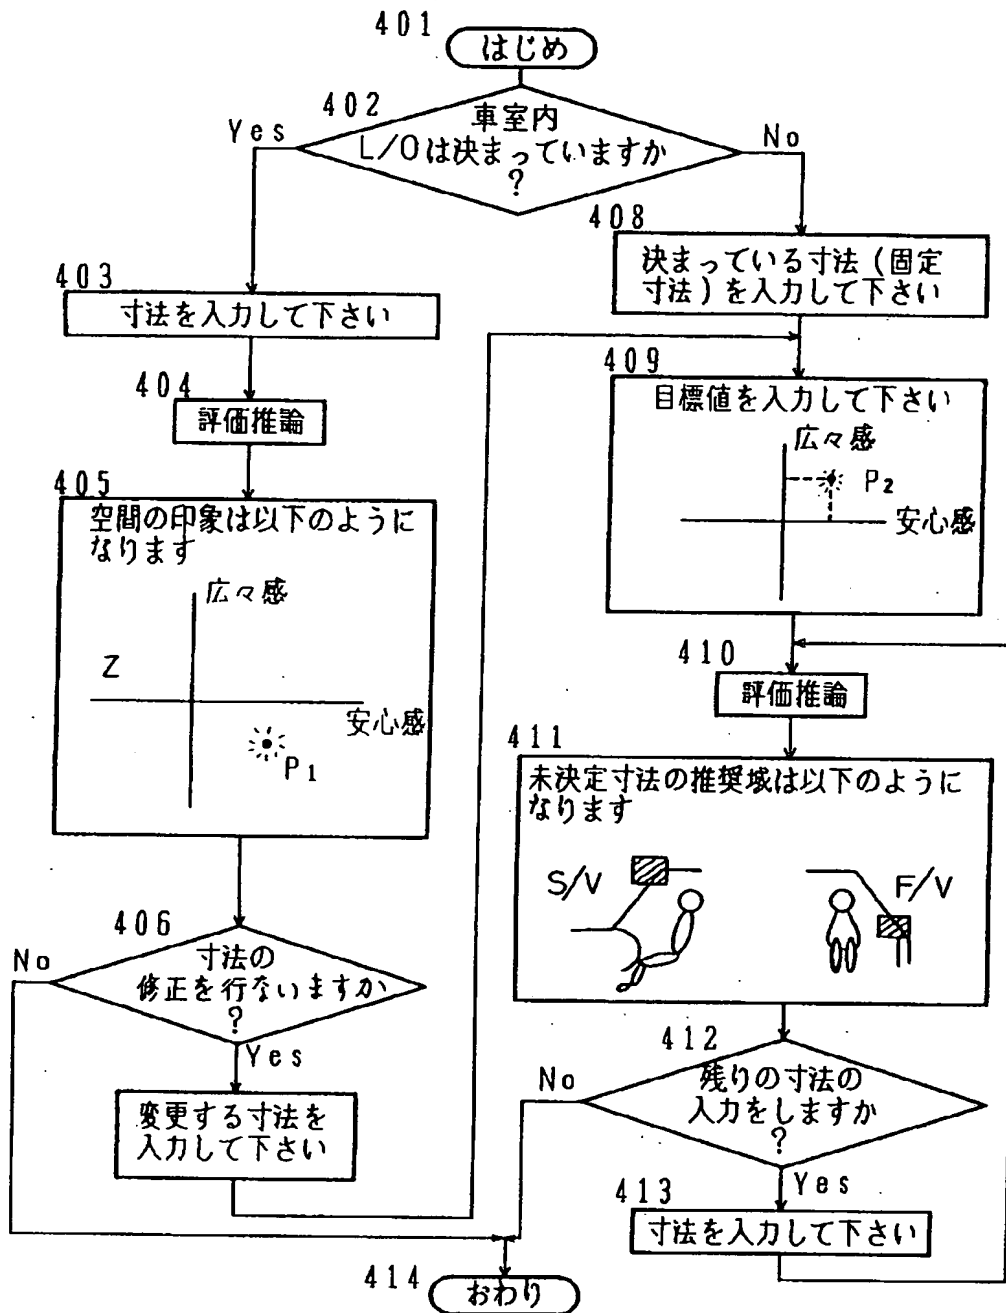 401
はじめ
402
車室内
L/Oは決まっていますか
?
Yes
No
403
寸法を入力して下さい
404
評価推論
405
空間の印象は以下のように
なります
広々感
Z
安心感
P1
406
寸法の
修正を行ないますか
?
No
Yes
変更する寸法を
入力して下さい
408
決まっている寸法(固定
寸法)を入力して下さい
409
目標値を入力して下さい
広々感
P2
安心感
410
評価推論
411
未決定寸法の推奨域は以下のように
なります
S/V
F/V
412
残りの寸法の
入力をしますか
?
No
Yes
413
寸法を入力して下さい
414
おわり